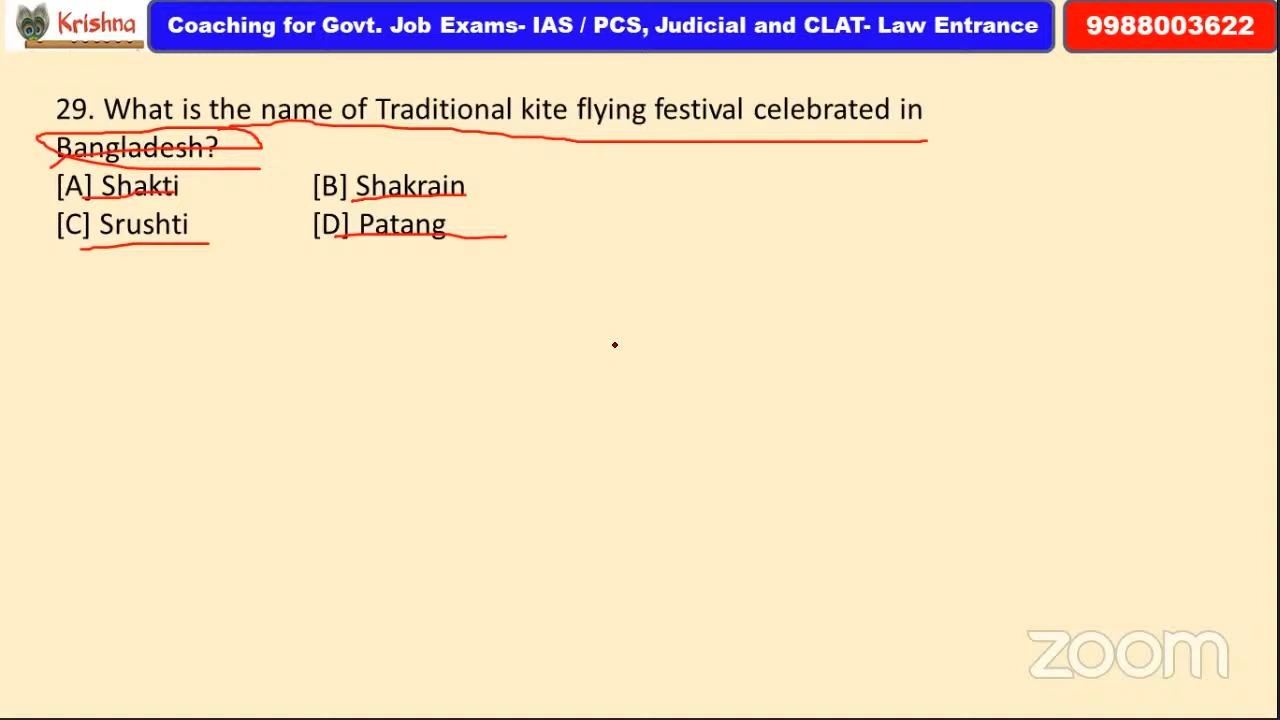 Krishna
Coaching for Govt. Job Exams- IAS / PCS, Judicial and CLAT- Law Entrance
9988003622
29. What is the name of Traditional kite flying festival celebrated in
Bangladesh?
[A] Shakti [B] Shakrain
[C] Srushti [D] Patang
zoom